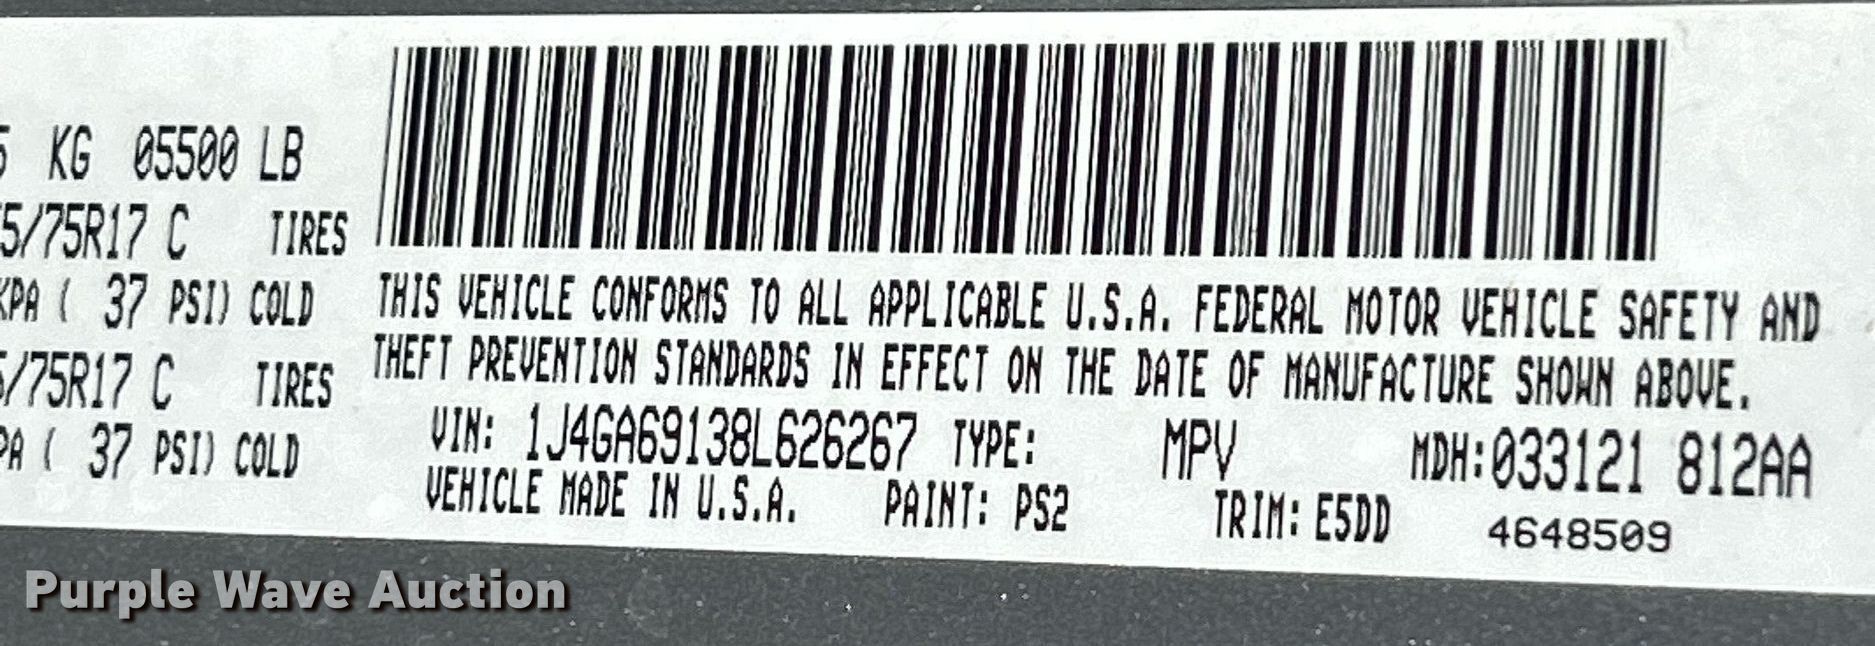 5 KG 05500 LB
5/75R17 C TIRES
KPA ( 37 PSI) COLD
5/75R17 C TIRES
PA ( 37 PSI) COLD
THIS VEHICLE CONFORMS TO ALL APPLICABLE U.S.A. FEDERAL MOTOR VEHICLE SAFETY AND
THEFT PREVENTION STANDARDS IN EFFECT ON THE DATE OF MANUFACTURE SHOWN ABOVE.
VIN: 1J4GA69138L626267 TYPE: MPV MDH:033121 812AA
VEHICLE MADE IN U.S.A. PAINT: PS2 TRIM: E5DD 4648509
Purple Wave Auction